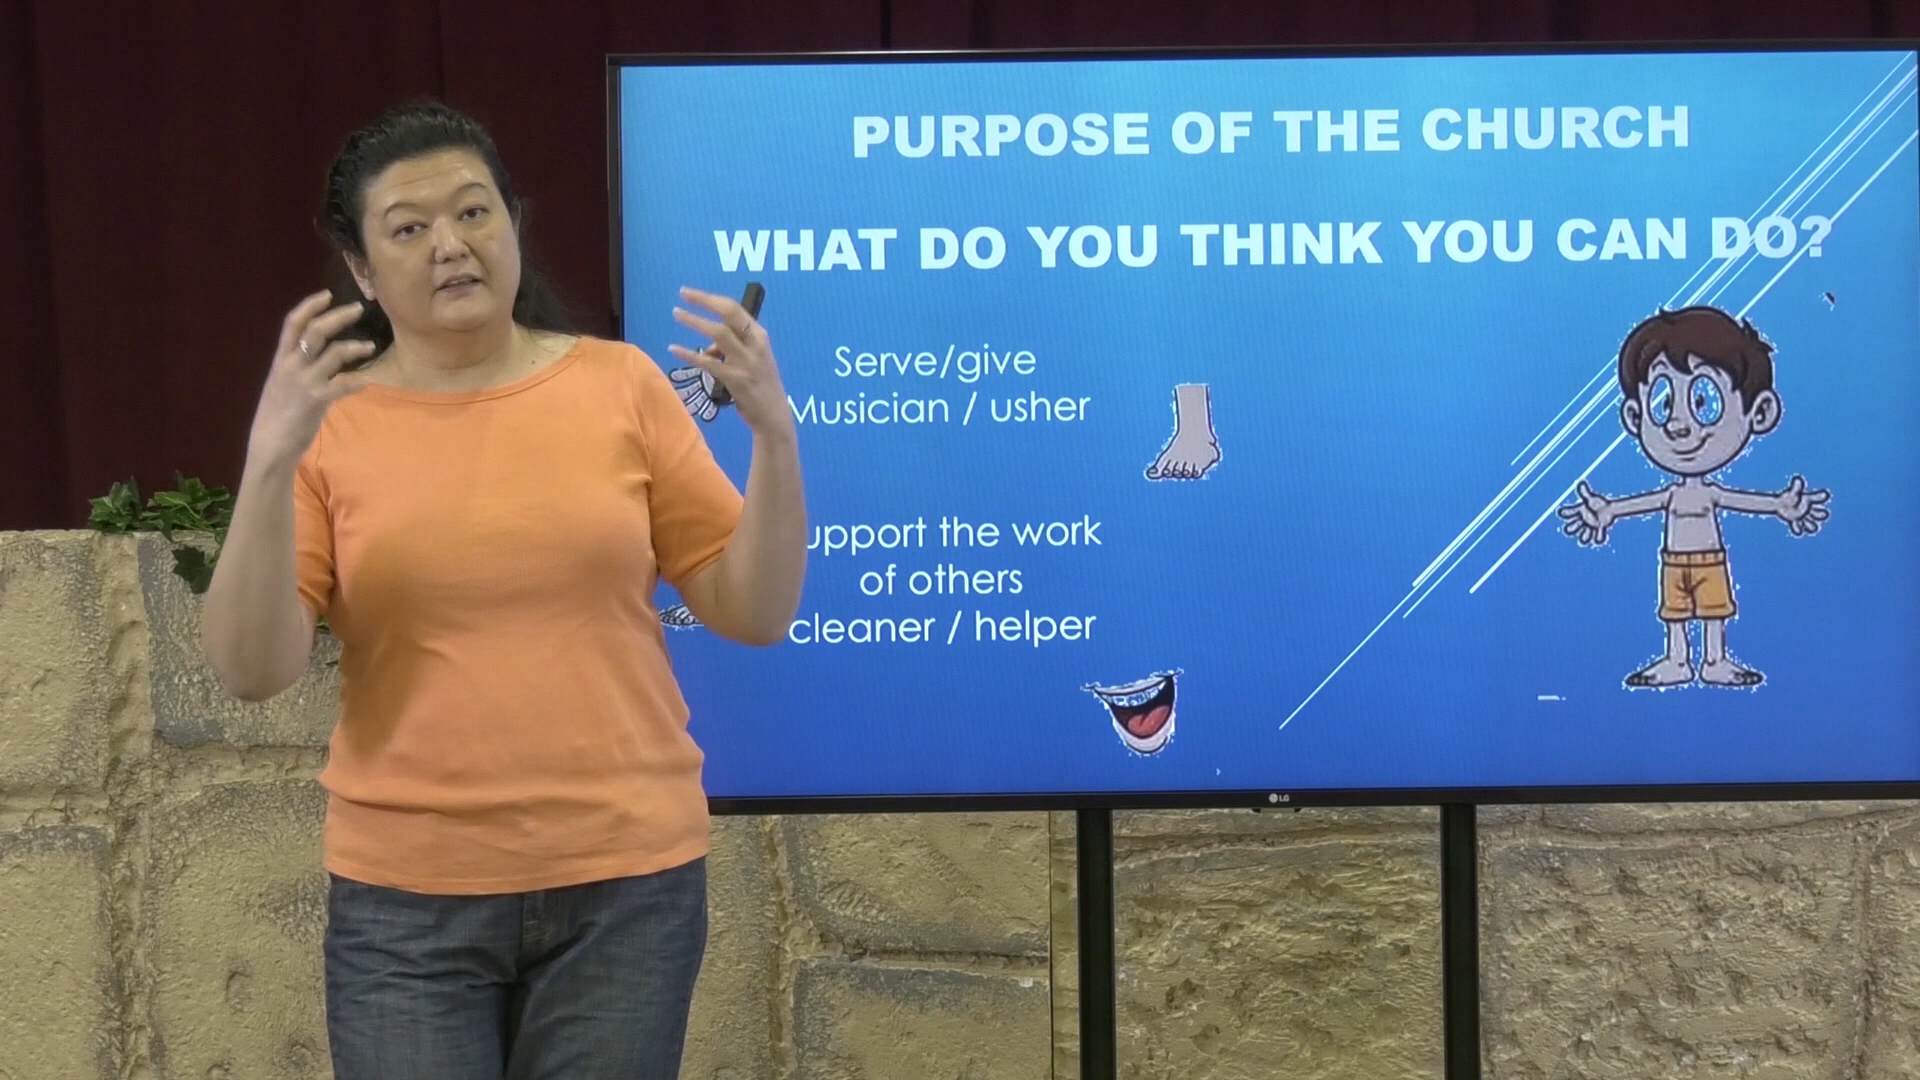 PURPOSE OF THE CHURCH
WHAT DO YOU THINK YOU CAN DO?
Serve/give
Musician / usher
upport the work
of others
cleaner / helper
LG